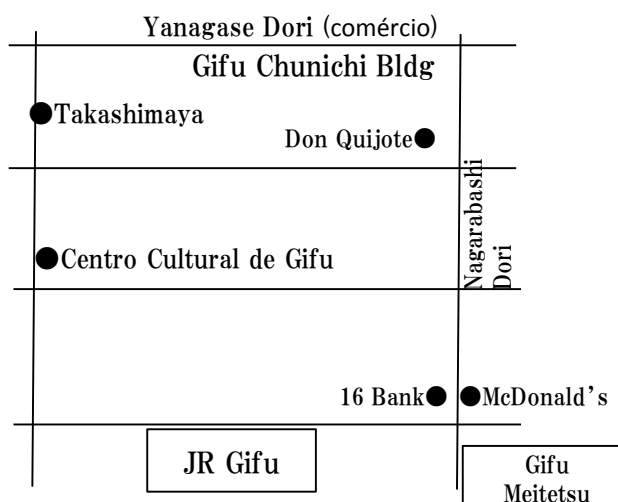 Yanagase Dori (comércio)
Gifu Chunichi Bldg
Takashimaya
Don Quijote
Nagarabashi
Dori
Centro Cultural de Gifu
16 Bank
McDonald's
JR Gifu
Gifu
Meitetsu